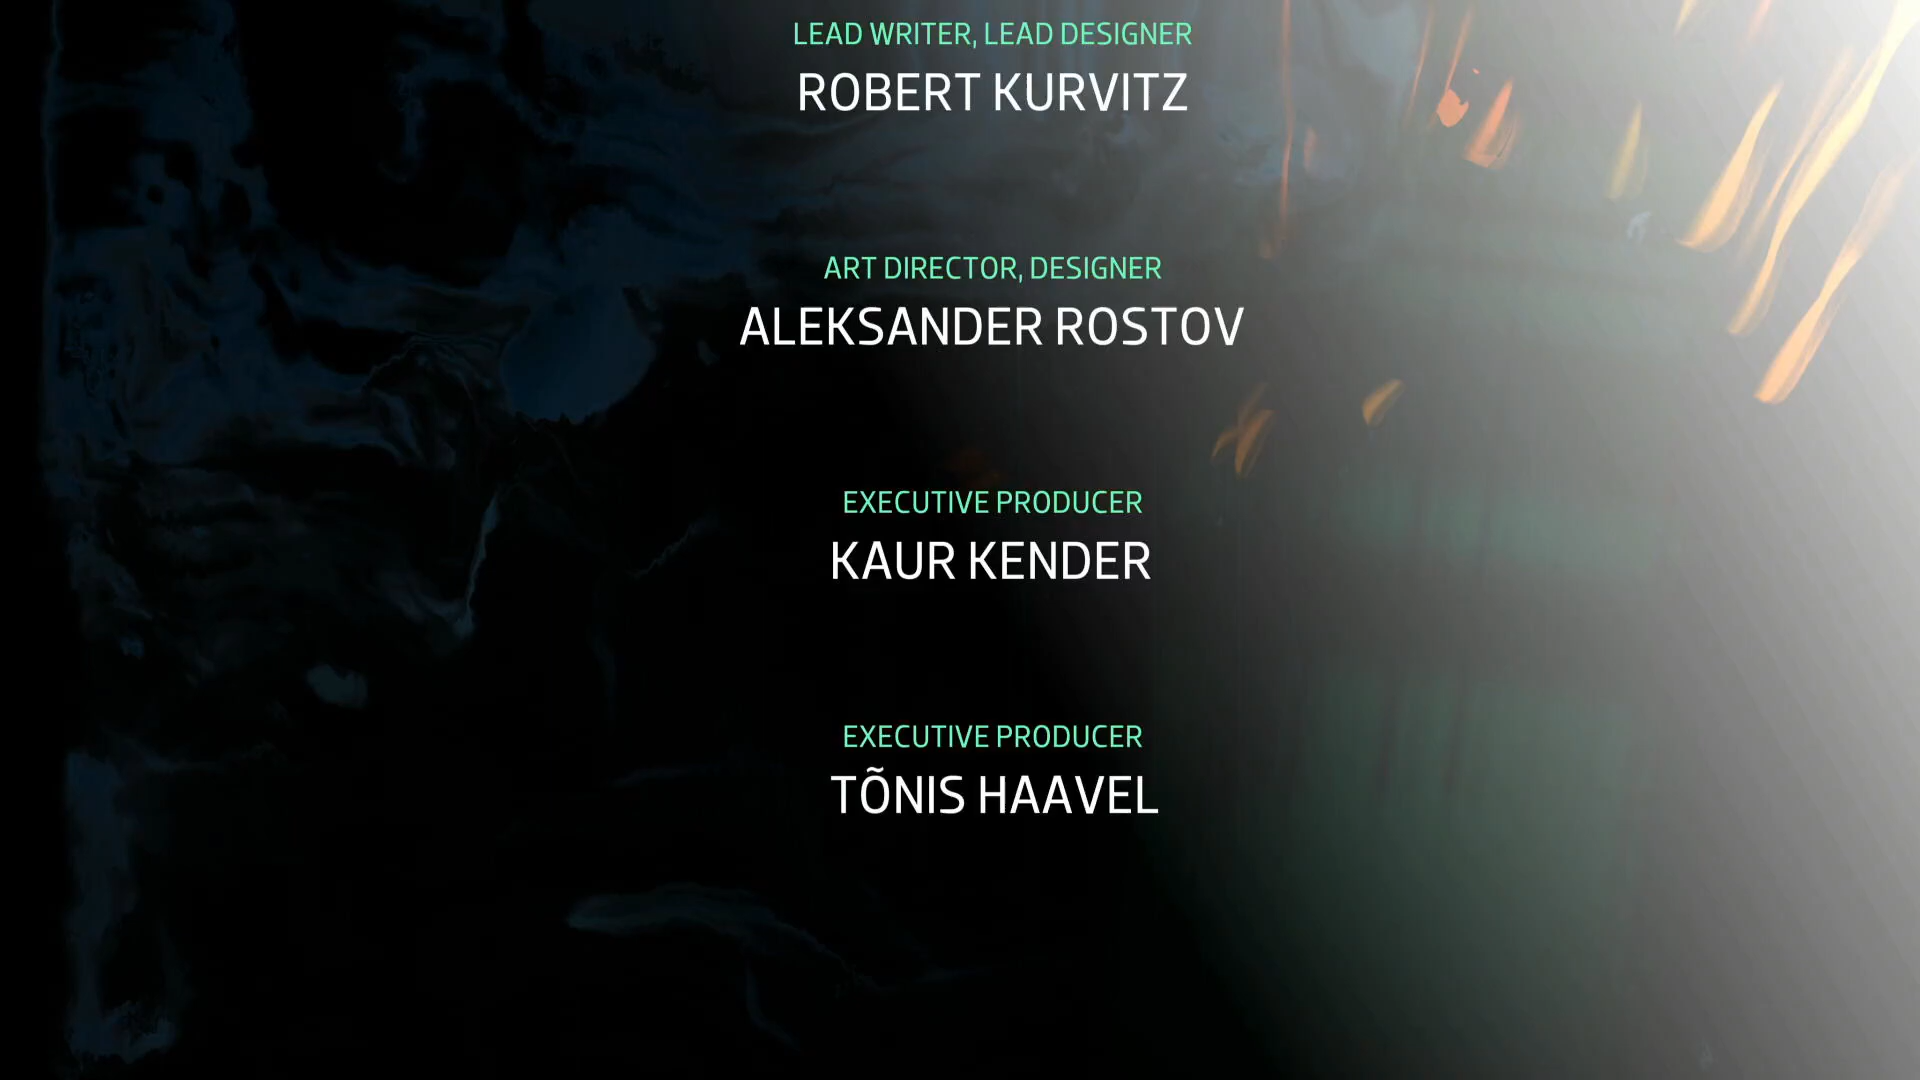 LEAD WRITER, LEAD DESIGNER
ROBERT KURVITZ
ART DIRECTOR, DESIGNER
ALEKSANDER ROSTOV
EXECUTIVE PRODUCER
KAUR KENDER
EXECUTIVE PRODUCER
TÕNIS HAAVEL